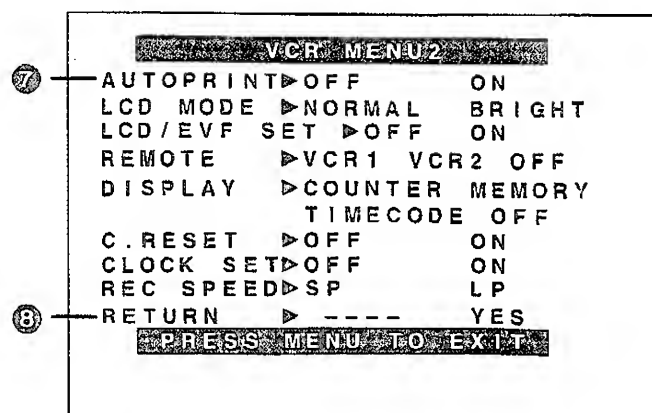 VCR MENU2
7 AUTOPRINT▷OFF ON
LCD MODE ▷NORMAL BRIGHT
LCD/EVF SET ▷OFF ON
REMOTE ▷VCR1 VCR2 OFF
DISPLAY ▷COUNTER MEMORY
TIMECODE OFF
C.RESET ▷OFF ON
CLOCK SET▷OFF ON
REC SPEED▷SP LP
8 RETURN ▷ ---- YES
PRESS MENU TO EXIT